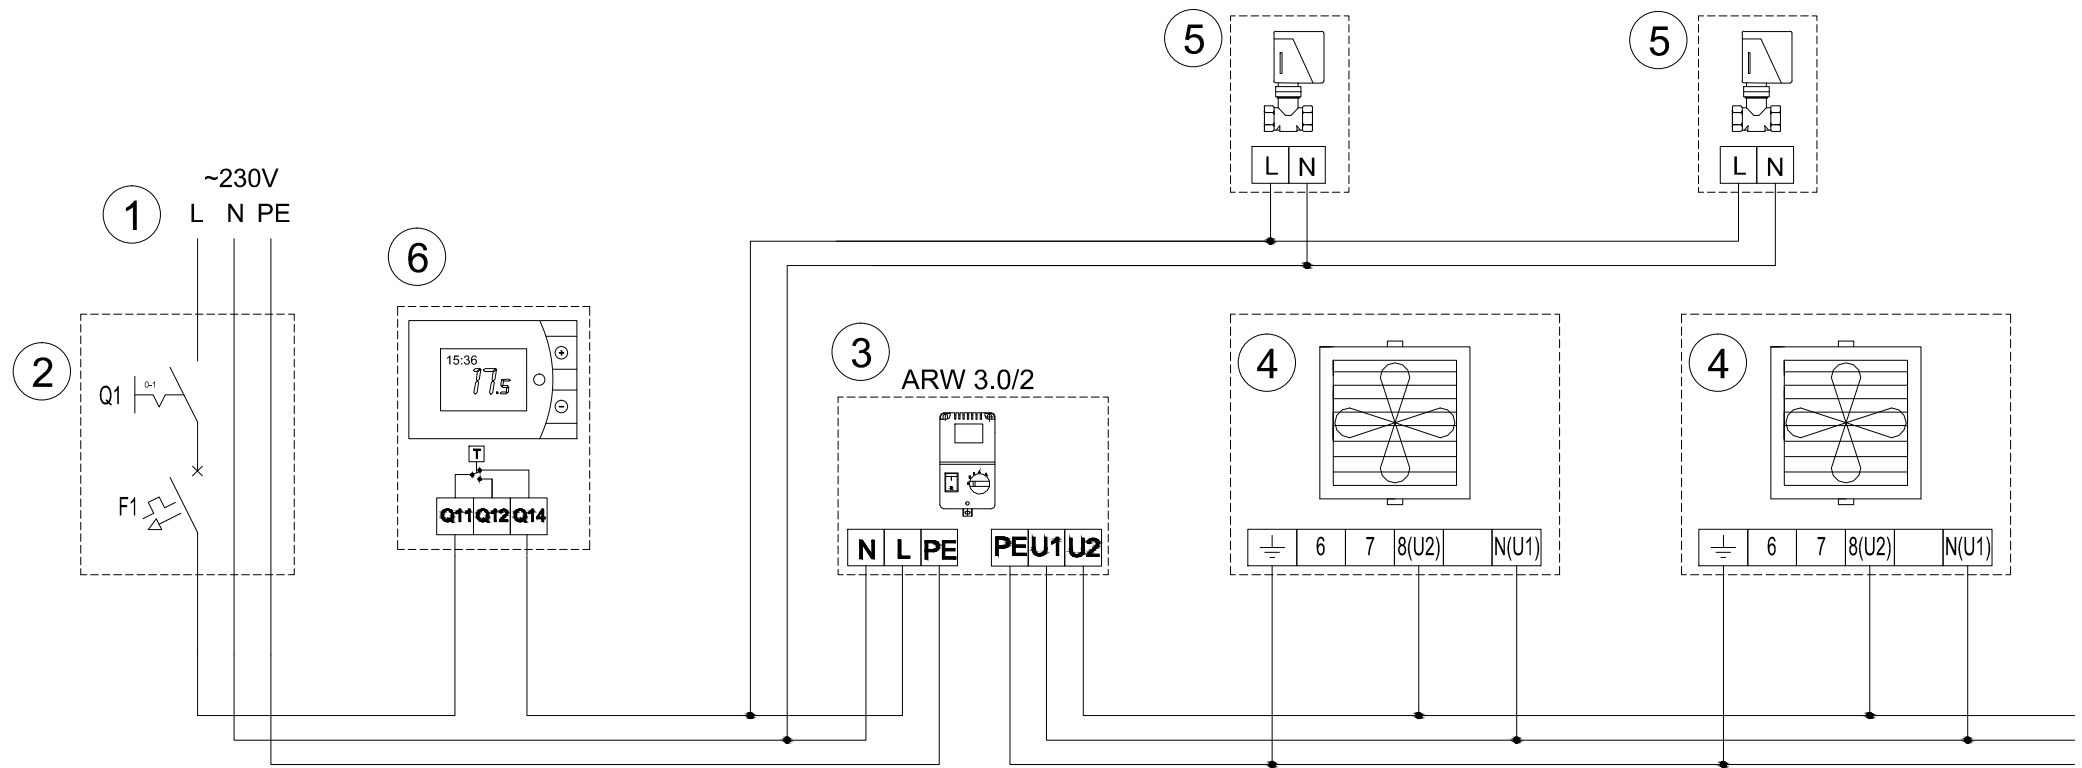 5
5
L N
L N
~230V
1
L N PE
6
2
Q1
0-1
F1
15:36
77.5
T
Q11 Q12 Q14
3
ARW 3.0/2
N L PE
PE U1 U2
4
6 7 8(U2) N(U1)
4
6 7 8(U2) N(U1)